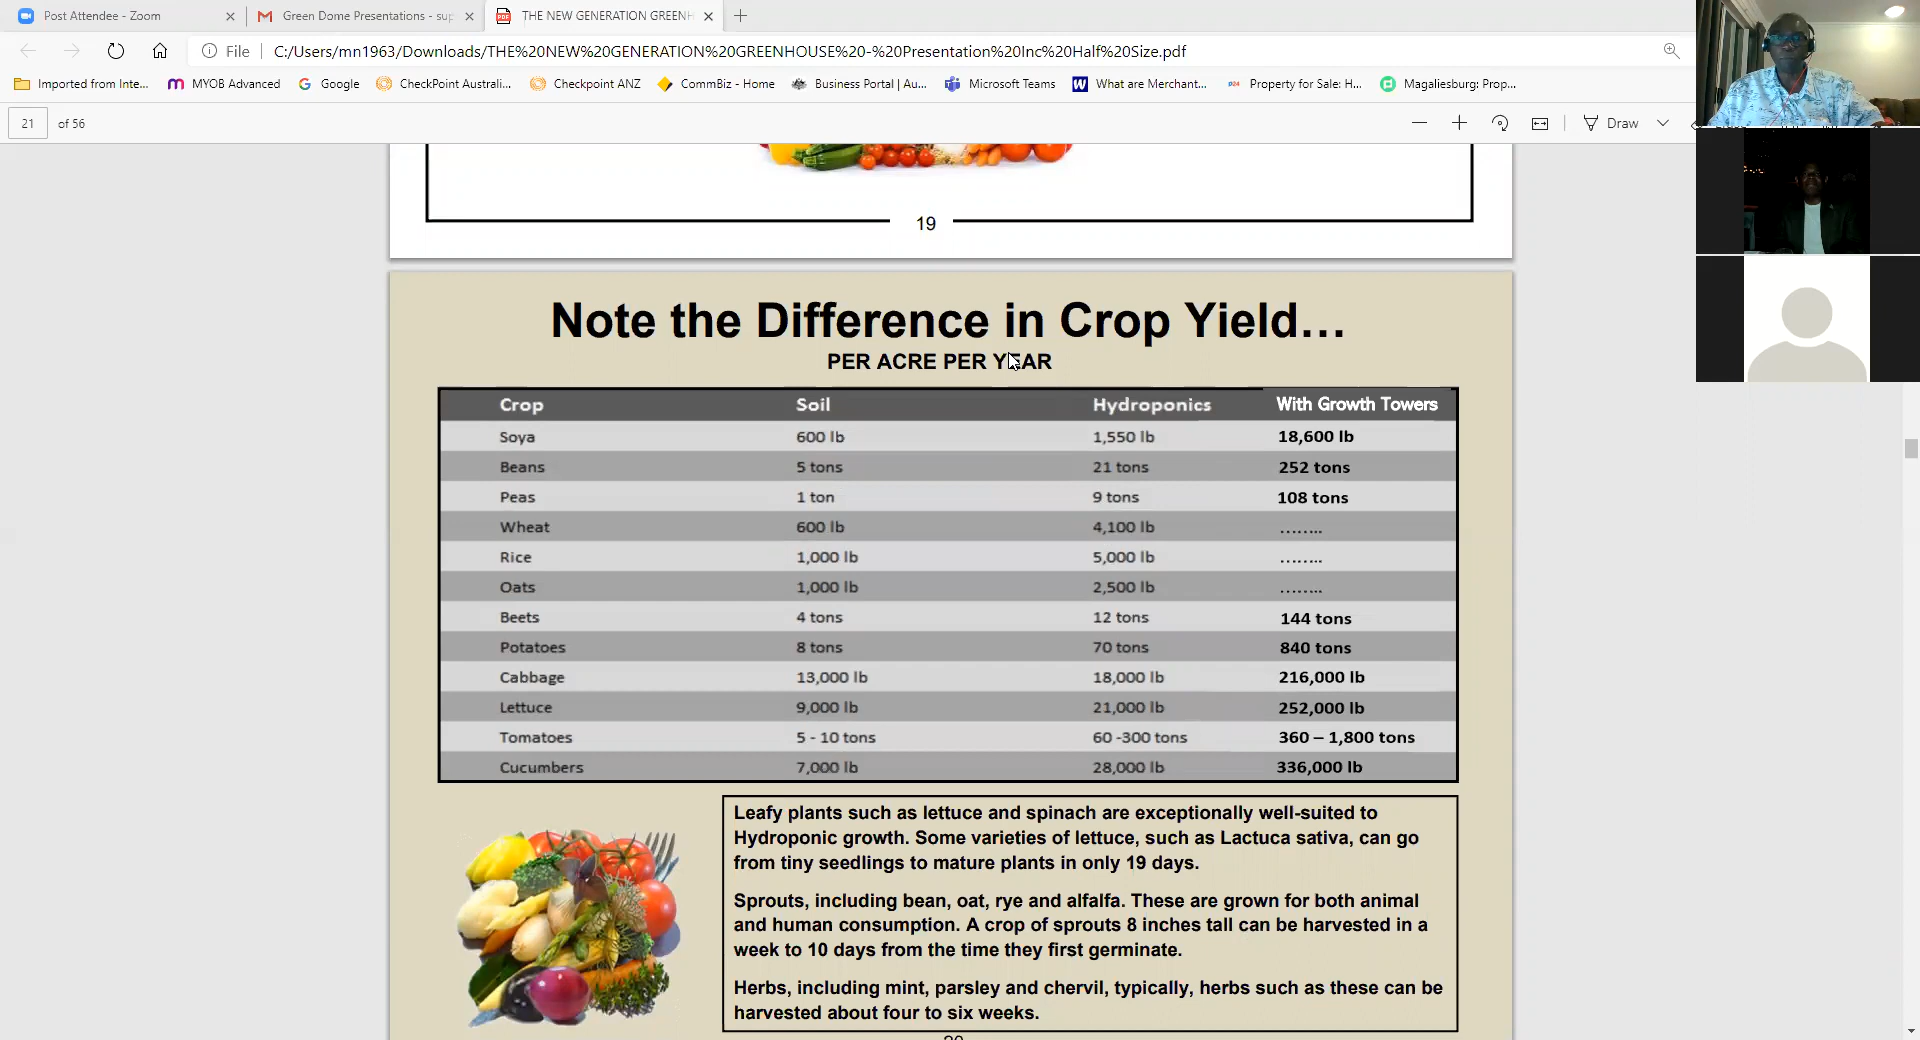 Post Attendee - Zoom
Green Dome Presentations - sup
THE NEW GENERATION GREENH
File C:/Users/mn1963/Downloads/THE%20NEW%20GENERATION%20GREENHOUSE%20-%20Presentation%20Inc%20Half%20Size.pdf
Imported from Inte... MYOB Advanced Google CheckPoint Australi... Checkpoint ANZ CommBiz - Home Business Portal | Au... Microsoft Teams What are Merchant... Property for Sale: H... Magaliesburg: Prop...
21 of 56 Draw
19
Note the Difference in Crop Yield...
PER ACRE PER YEAR
Crop Soil Hydroponics With Growth Towers
Soya 600 lb 1,550 lb 18,600 lb
Beans 5 tons 21 tons 252 tons
Peas 1 ton 9 tons 108 tons
Wheat 600 lb 4,100 lb ........
Rice 1,000 lb 5,000 lb ........
Oats 1,000 lb 2,500 lb ........
Beets 4 tons 12 tons 144 tons
Potatoes 8 tons 70 tons 840 tons
Cabbage 13,000 lb 18,000 lb 216,000 lb
Lettuce 9,000 lb 21,000 lb 252,000 lb
Tomatoes 5 - 10 tons 60 -300 tons 360 – 1,800 tons
Cucumbers 7,000 lb 28,000 lb 336,000 lb
Leafy plants such as lettuce and spinach are exceptionally well-suited to
Hydroponic growth. Some varieties of lettuce, such as Lactuca sativa, can go
from tiny seedlings to mature plants in only 19 days.
Sprouts, including bean, oat, rye and alfalfa. These are grown for both animal
and human consumption. A crop of sprouts 8 inches tall can be harvested in a
week to 10 days from the time they first germinate.
Herbs, including mint, parsley and chervil, typically, herbs such as these can be
harvested about four to six weeks.